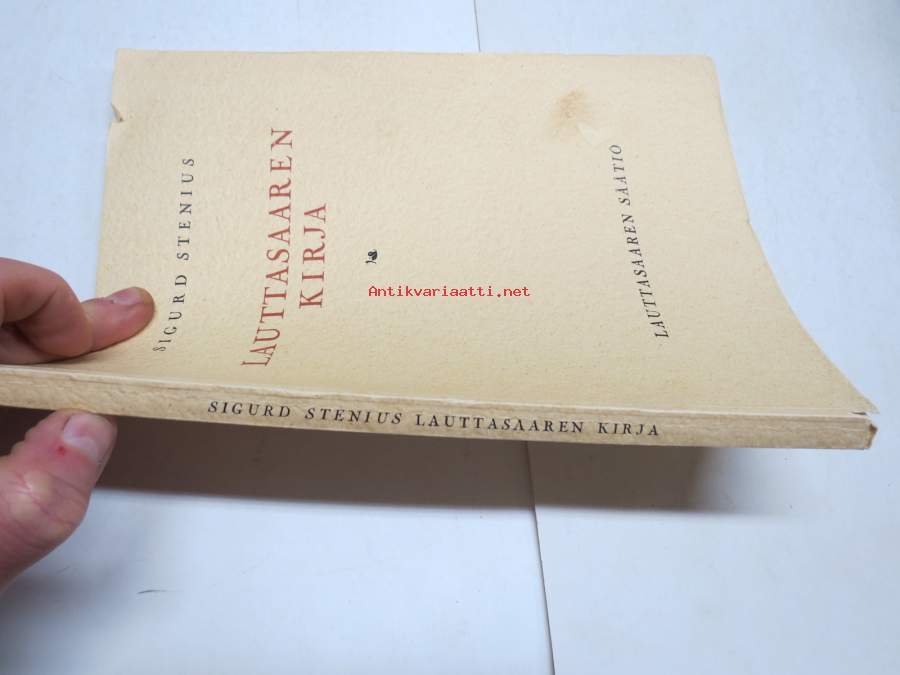 SIGURD STENIUS
LAUTTASAAREN
KIRJA
LAUTTASAAREN SÄÄTIÖ
SIGURD STENIUS LAUTTASAAREN KIRJA
Antikvariaatti.net